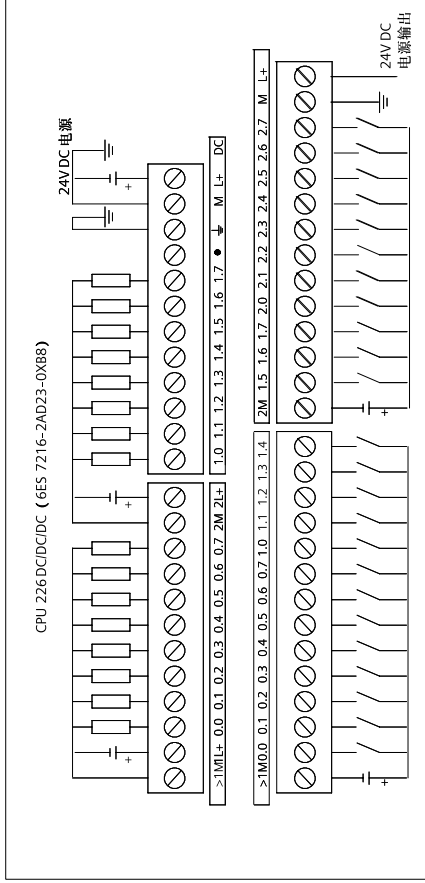 CPU 226 DC/DC/DC ( 6ES 7216-2AD23-0XB8)
24V DC 电源
+ + +
>1M1L+ 0.0 0.1 0.2 0.3 0.4 0.5 0.6 0.7 2M 2L+
1.0 1.1 1.2 1.3 1.4 1.5 1.6 1.7 ● ⏚ M L+ DC
>1M0.0 0.1 0.2 0.3 0.4 0.5 0.6 0.7 1.0 1.1 1.2 1.3 1.4
2M 1.5 1.6 1.7 2.0 2.1 2.2 2.3 2.4 2.5 2.6 2.7 M L+
+ +
24V DC
电源输出